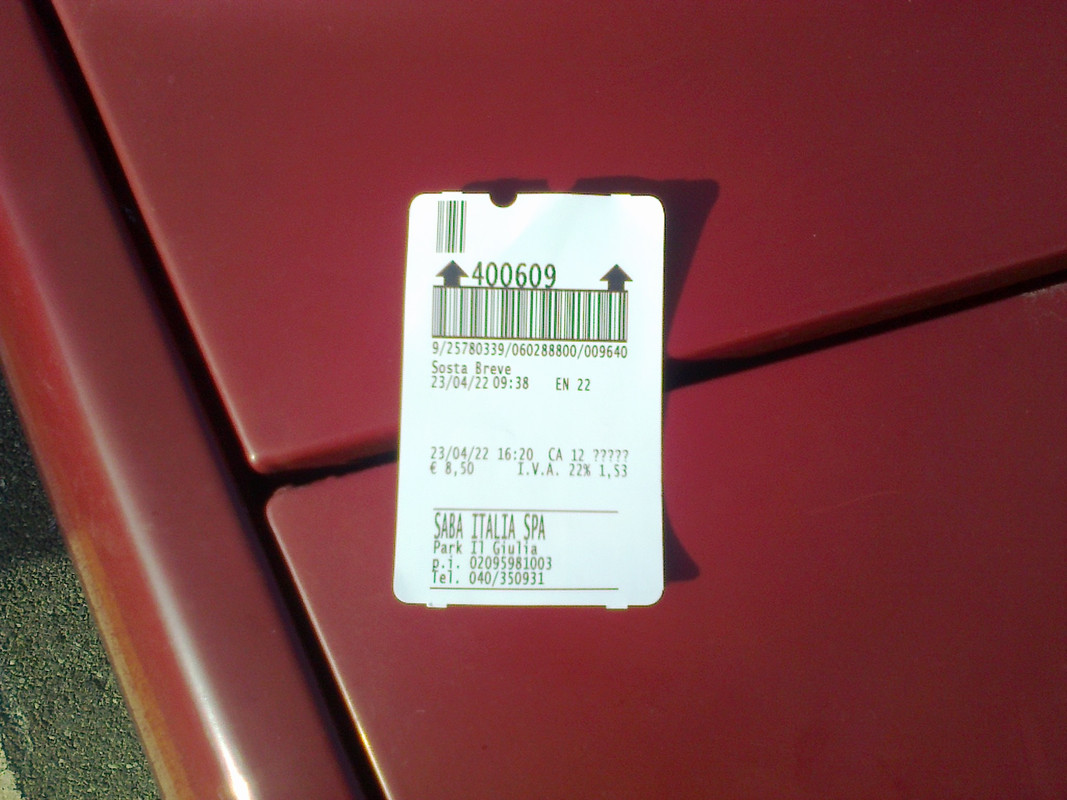 400609
9/25780339/060288800/009640
Sosta Breve
23/04/22 09:38 EN 22
23/04/22 16:20 CA 12 ?????
€ 8,50 I.V.A. 22% 1,53
SABA ITALIA SPA
Park Il Giulia
p.i. 02095981003
Tel. 040/350931